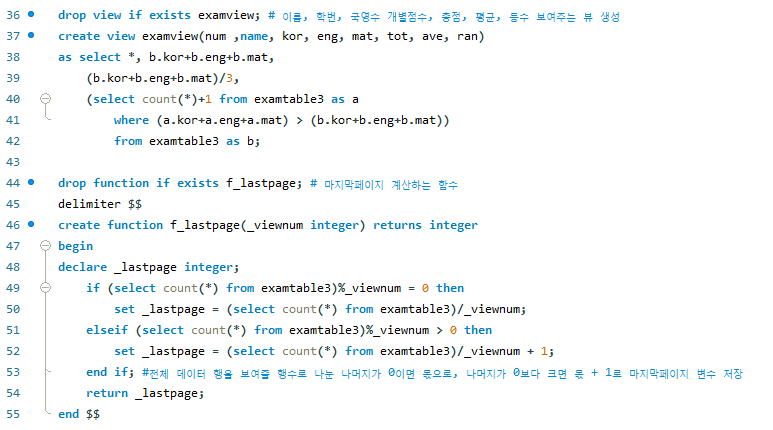 36 drop view if exists examview; # 이름, 학번, 국영수 개별점수, 총점, 평균, 등수 보여주는 뷰 생성
37 create view examview(num ,name, kor, eng, mat, tot, ave, ran)
38 as select *, b.kor+b.eng+b.mat,
39 (b.kor+b.eng+b.mat)/3,
40 (select count(*)+1 from examtable3 as a
41 where (a.kor+a.eng+a.mat) > (b.kor+b.eng+b.mat))
42 from examtable3 as b;
43
44 drop function if exists f_lastpage; # 마지막페이지 계산하는 함수
45 delimiter $$
46 create function f_lastpage(_viewnum integer) returns integer
47 begin
48 declare _lastpage integer;
49 if (select count(*) from examtable3)%_viewnum = 0 then
50 set _lastpage = (select count(*) from examtable3)/_viewnum;
51 elseif (select count(*) from examtable3)%_viewnum > 0 then
52 set _lastpage = (select count(*) from examtable3)/_viewnum + 1;
53 end if; #전체 데이터 행을 보여줄 행수로 나눈 나머지가 0이면 몫으로, 나머지가 0보다 크면 몫 + 1로 마지막페이지 변수 저장
54 return _lastpage;
55 end $$